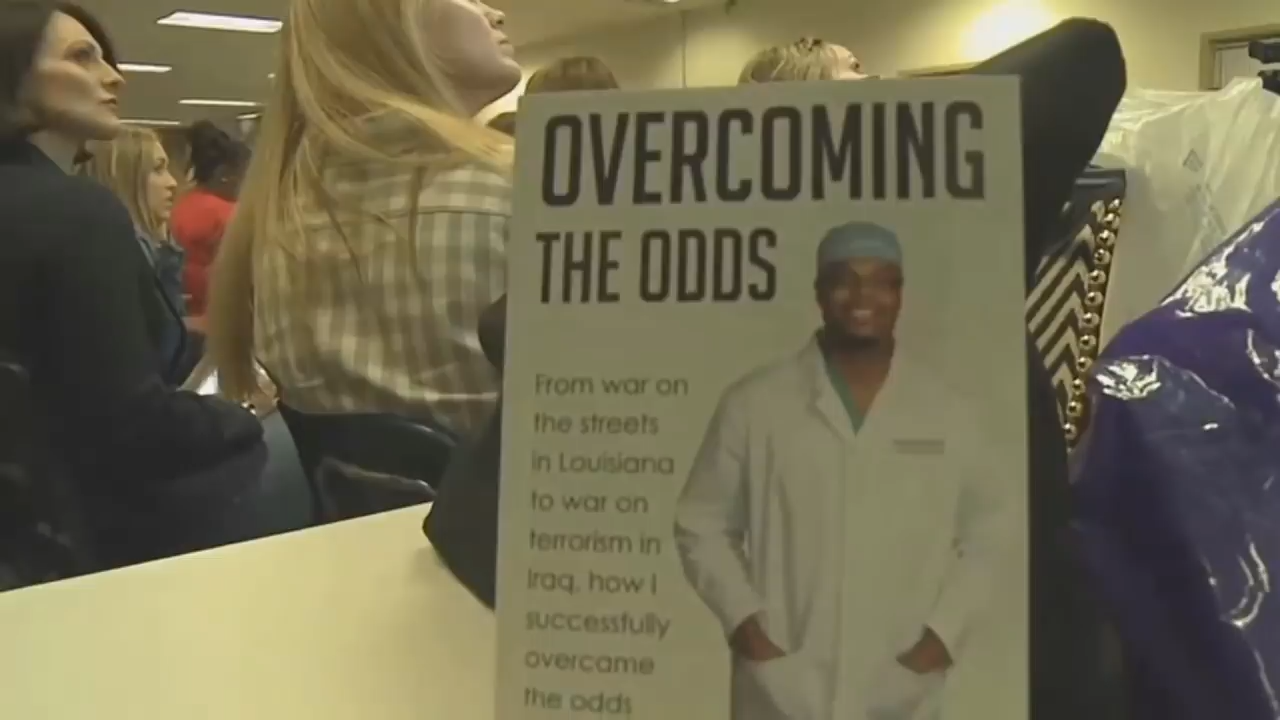 OVERCOMING
THE ODDS
From war on
the streets
in Louisiana
to war on
terrorism in
Iraq, how I
successfully
overcame
the odds